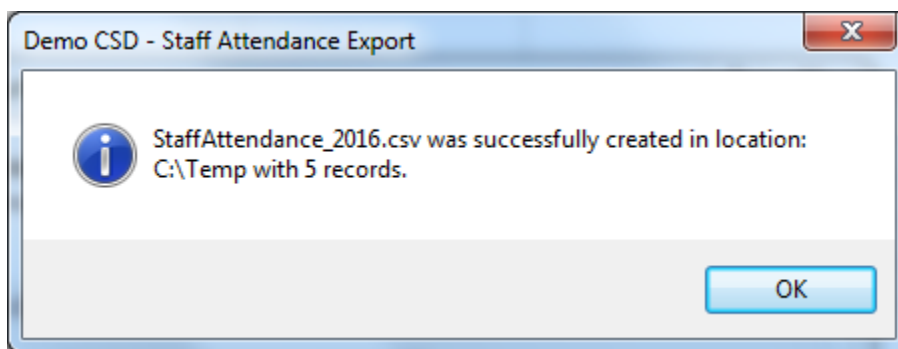 Demo CSD - Staff Attendance Export
StaffAttendance_2016.csv was successfully created in location:
C:\Temp with 5 records.
OK